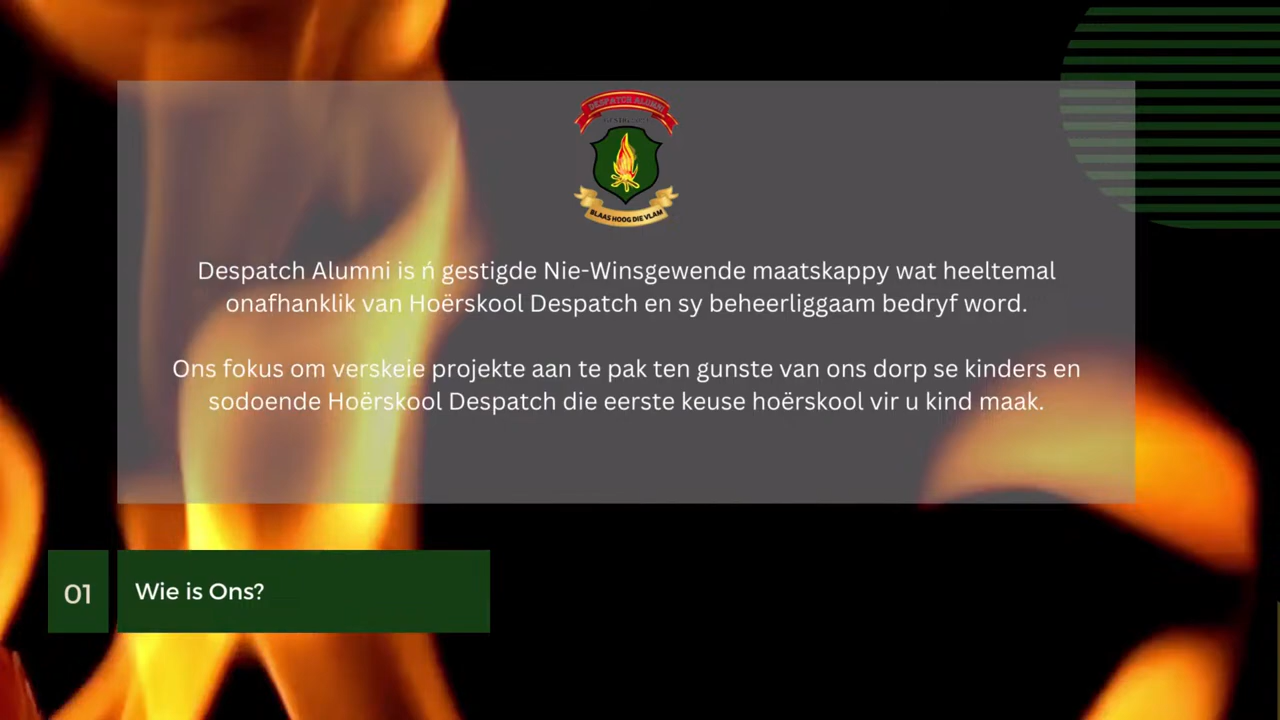 DESPATCH ALUMNI
BLAAS HOOG DIE VLAM
Despatch Alumni is ń gestigde Nie-Winsgewende maatskappy wat heeltemal
onafhanklik van Hoërskool Despatch en sy beheerliggaam bedryf word.
Ons fokus om verskeie projekte aan te pak ten gunste van ons dorp se kinders en
sodoende Hoërskool Despatch die eerste keuse hoërskool vir u kind maak.
01
Wie is Ons?